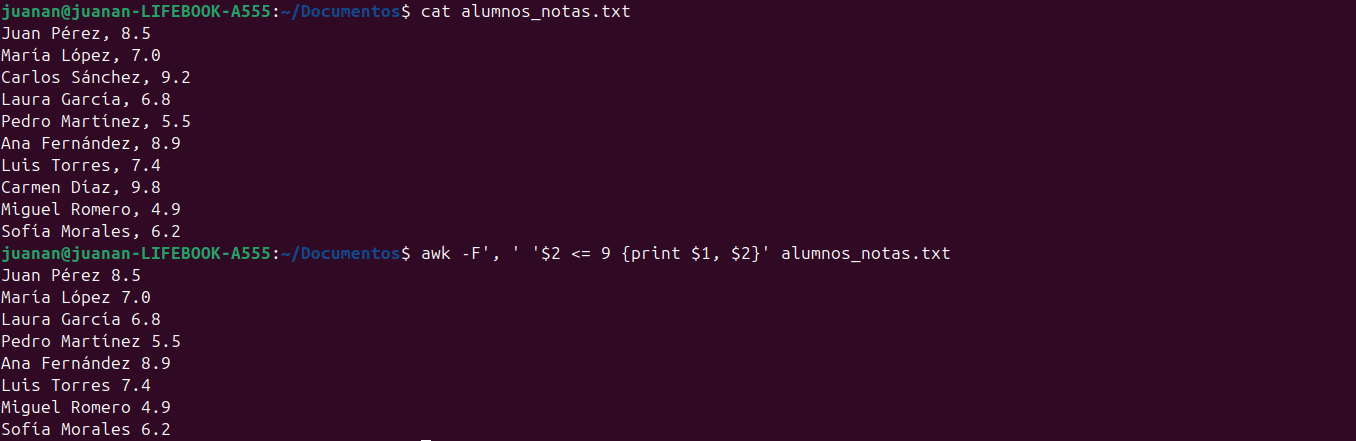 juanan@juanan-LIFEBOOK-A555:~/Documentos$ cat alumnos_notas.txt
Juan Pérez, 8.5
María López, 7.0
Carlos Sánchez, 9.2
Laura García, 6.8
Pedro Martínez, 5.5
Ana Fernández, 8.9
Luis Torres, 7.4
Carmen Díaz, 9.8
Miguel Romero, 4.9
Sofía Morales, 6.2
juanan@juanan-LIFEBOOK-A555:~/Documentos$ awk -F', ' '$2 <= 9 {print $1, $2}' alumnos_notas.txt
Juan Pérez 8.5
María López 7.0
Laura García 6.8
Pedro Martínez 5.5
Ana Fernández 8.9
Luis Torres 7.4
Miguel Romero 4.9
Sofía Morales 6.2